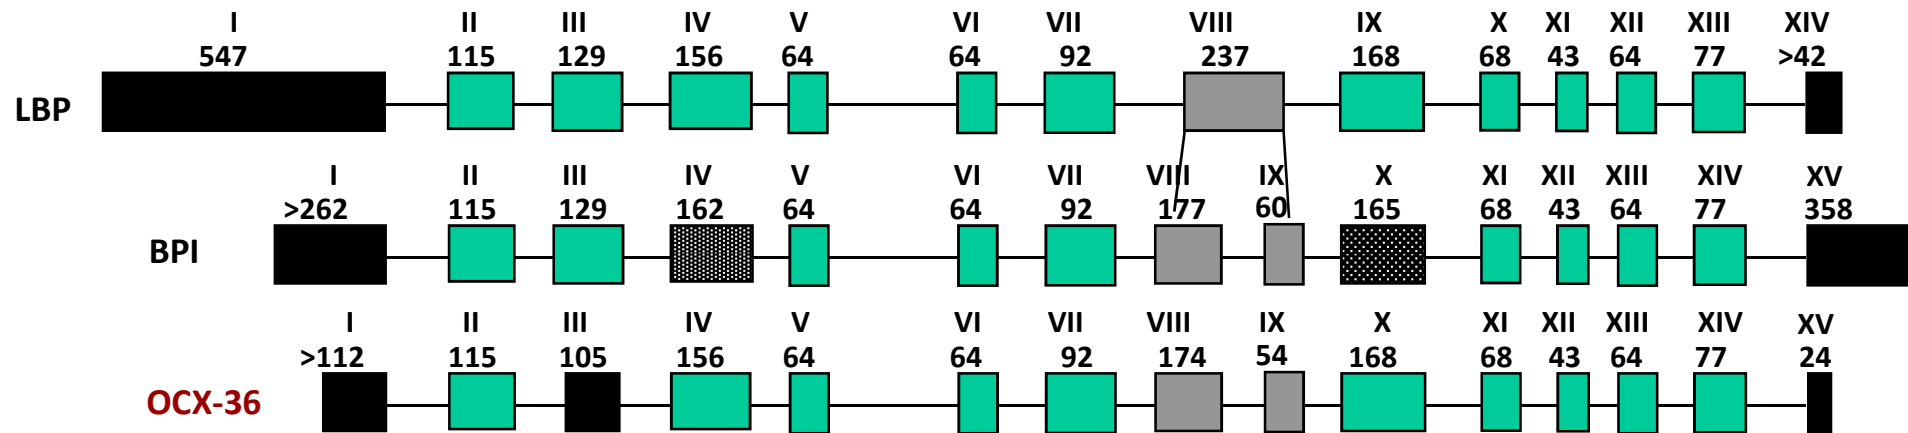 I II III IV V VI VII VIII IX X XI XII XIII XIV
547 115 129 156 64 64 92 237 168 68 43 64 77 >42
LBP
I II III IV V VI VII VIII IX X XI XII XIII XIV XV
>262 115 129 162 64 64 92 177 60 165 68 43 64 77 358
BPI
I II III IV V VI VII VIII IX X XI XII XIII XIV XV
>112 115 105 156 64 64 92 174 54 168 68 43 64 77 24
OCX-36